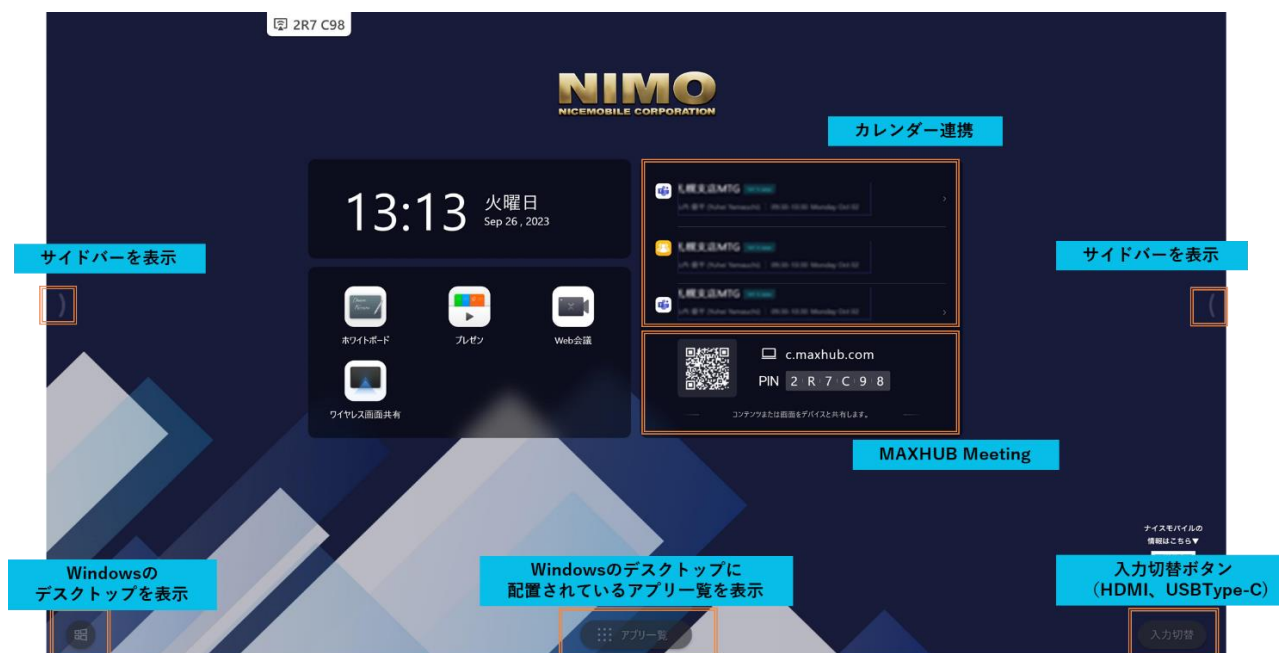 2R7 C98
NIMO
NICEMOBILE CORPORATION
カレンダー連携
13:13 火曜日
Sep 26 , 2023
札幌支店MTG
札幌支店MTG
札幌支店MTG
サイドバーを表示
サイドバーを表示
ホワイトボード
プレゼン
Web会議
ワイヤレス画面共有
c.maxhub.com
PIN 2 R 7 C 9 8
コンテンツまたは画面をデバイスと共有します。
MAXHUB Meeting
ナイスモバイルの
情報はこちら▼
Windowsの
デスクトップを表示
Windowsのデスクトップに
配置されているアプリ一覧を表示
入力切替ボタン
（HDMI、USBType-C）
アプリ一覧
入力切替